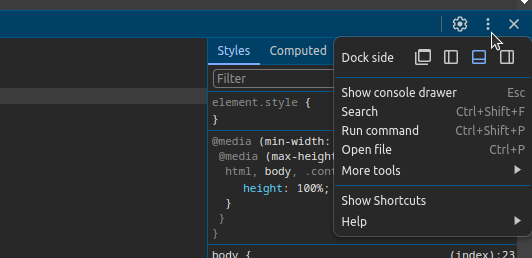 Styles Computed
Filter
element.style {
}
@media (min-width:
@media (max-heigh
html, body, .con
height: 100%;
}
}
}
body { (index):23
Dock side
Show console drawer Esc
Search Ctrl+Shift+F
Run command Ctrl+Shift+P
Open file Ctrl+P
More tools
Show Shortcuts
Help